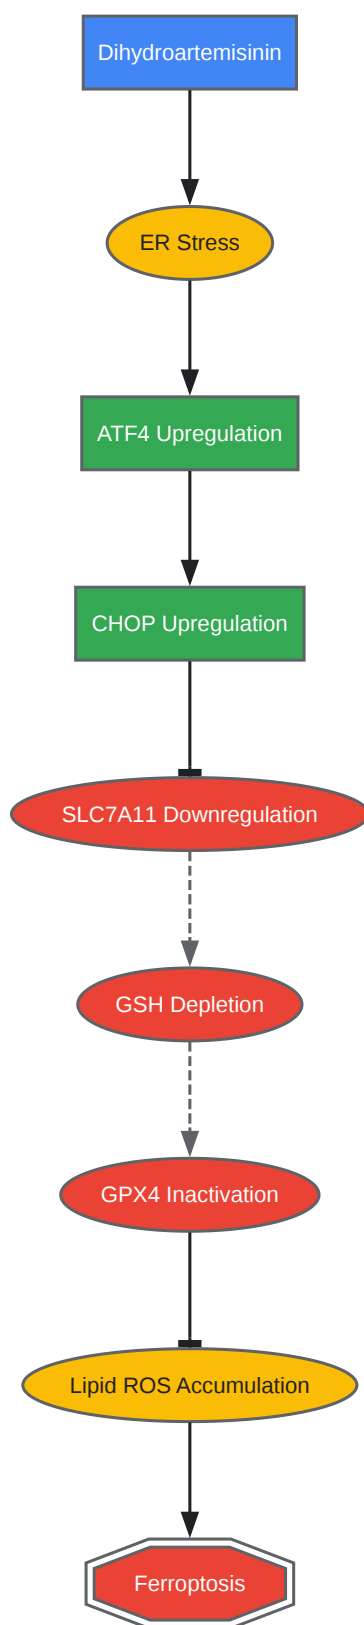 Dihydroartemisinin
ER Stress
ATF4 Upregulation
CHOP Upregulation
SLC7A11 Downregulation
GSH Depletion
GPX4 Inactivation
Lipid ROS Accumulation
Ferroptosis